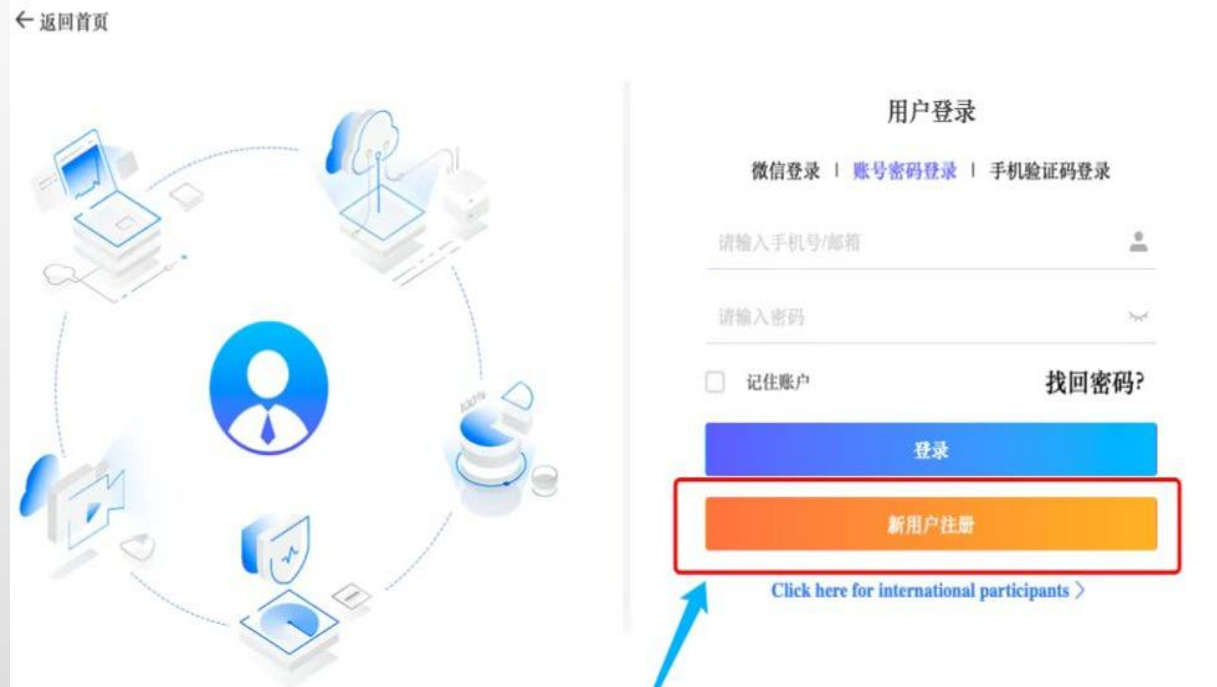 ← 返回首页
用户登录
微信登录 | 账号密码登录 | 手机验证码登录
请输入手机号/邮箱
请输入密码
记住账户 找回密码?
登录
新用户注册
Click here for international participants >
100%